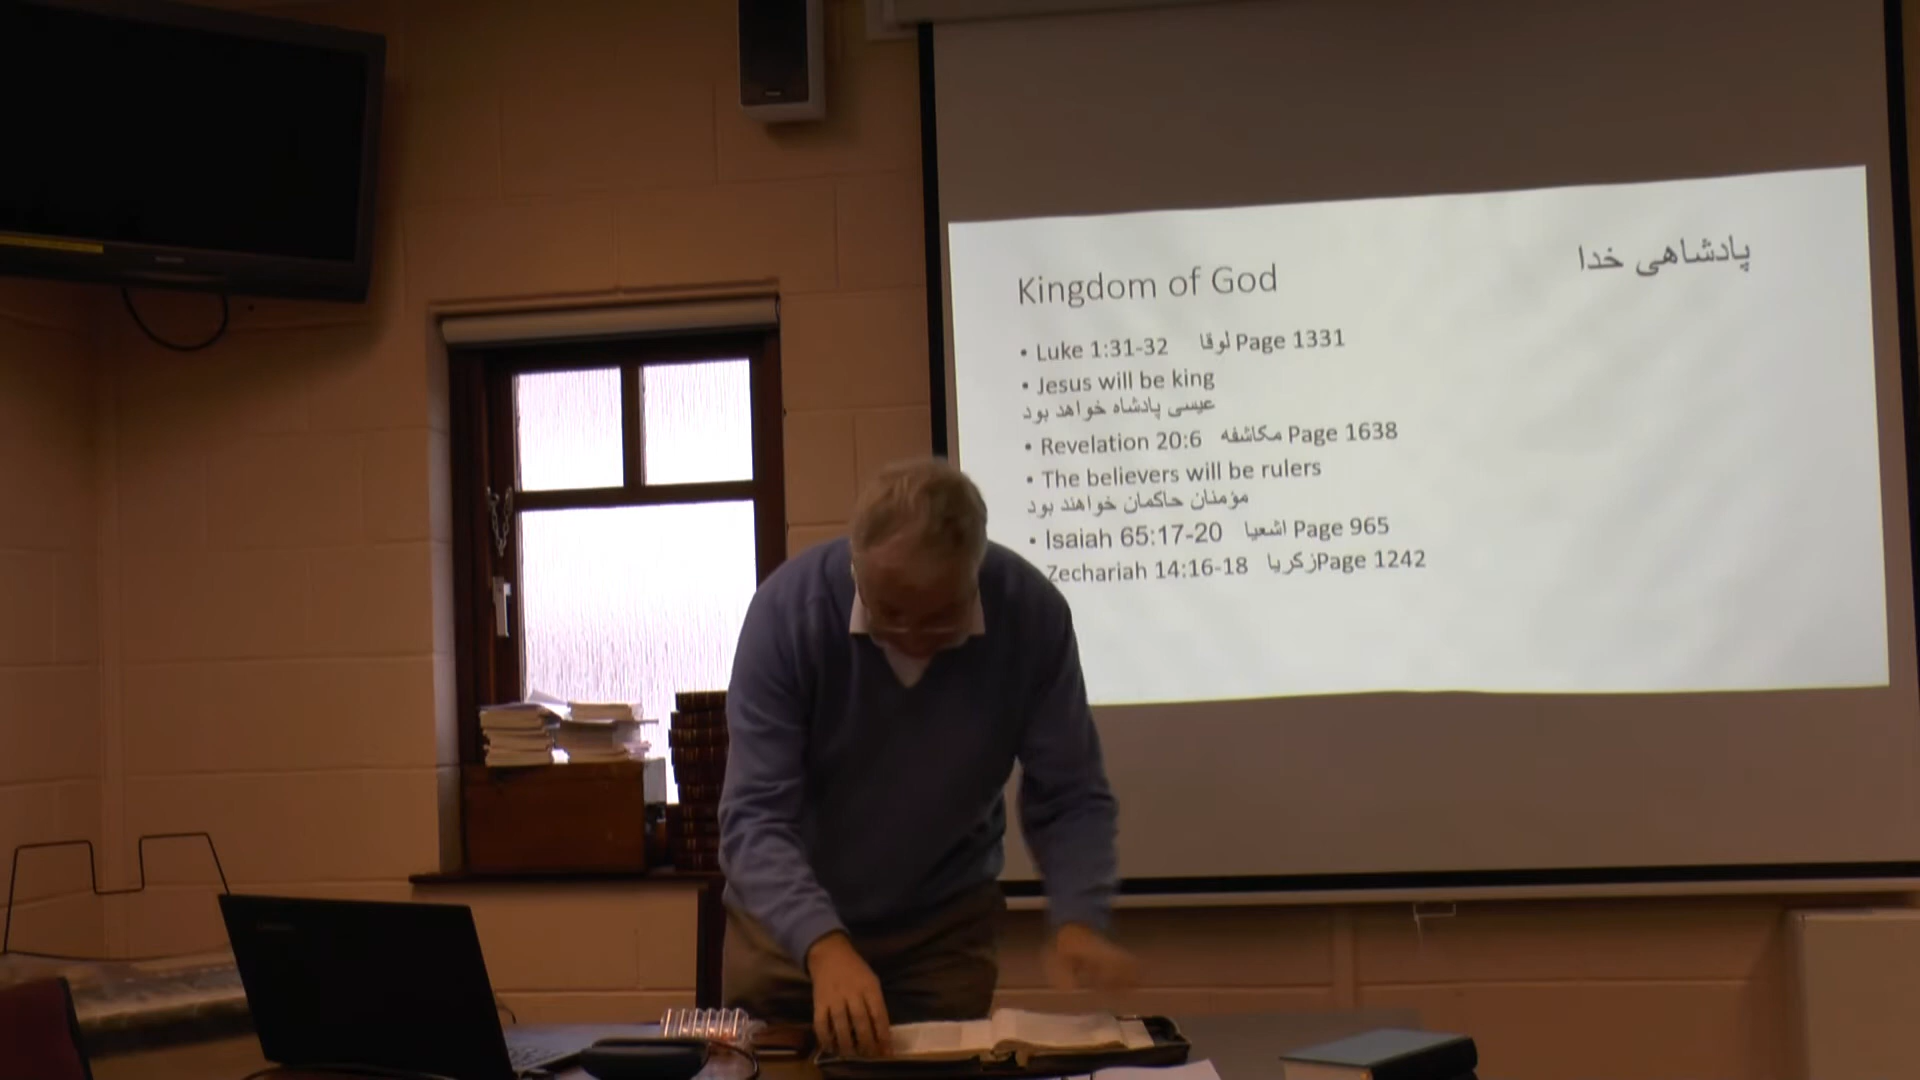 Kingdom of God
پادشاهی خدا
• Luke 1:31-32 لوقا Page 1331
• Jesus will be king
عیسی پادشاه خواهد بود
• Revelation 20:6 مکاشفه Page 1638
• The believers will be rulers
مؤمنان حاکمان خواهند بود
• Isaiah 65:17-20 اشعیا Page 965
Zechariah 14:16-18 زکریا Page 1242